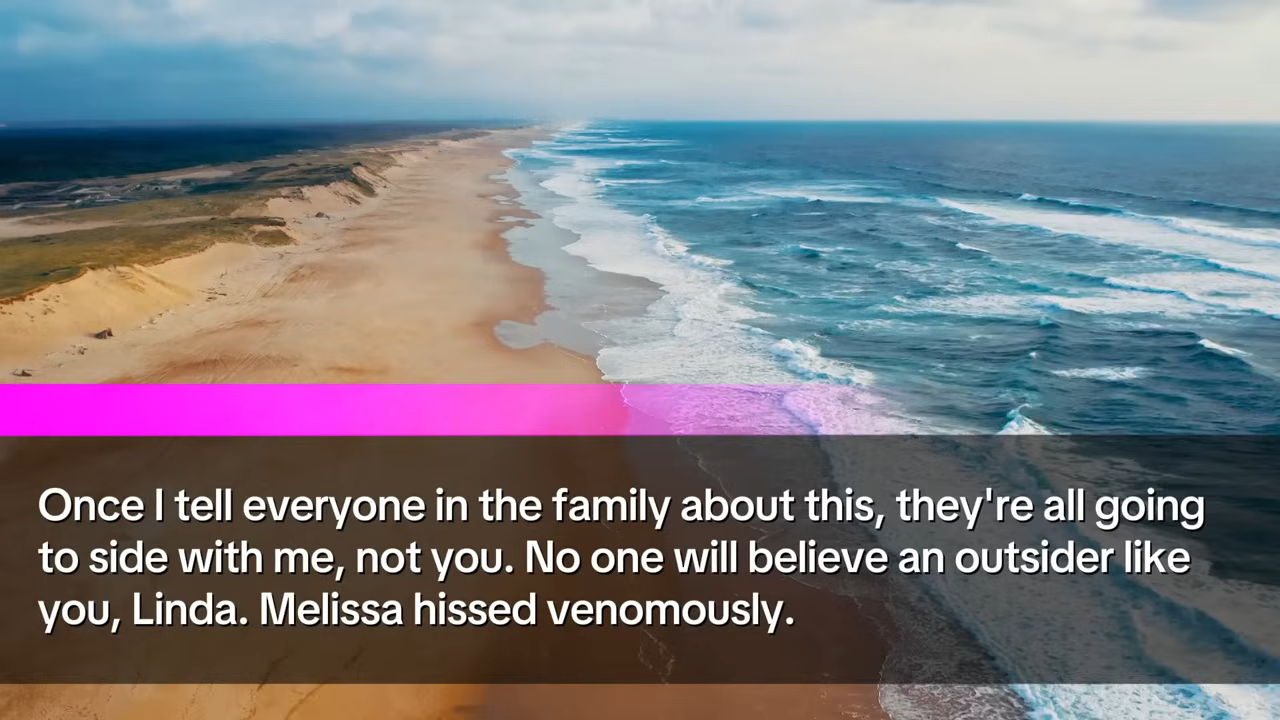 Once I tell everyone in the family about this, they're all going
to side with me, not you. No one will believe an outsider like
you, Linda. Melissa hissed venomously.